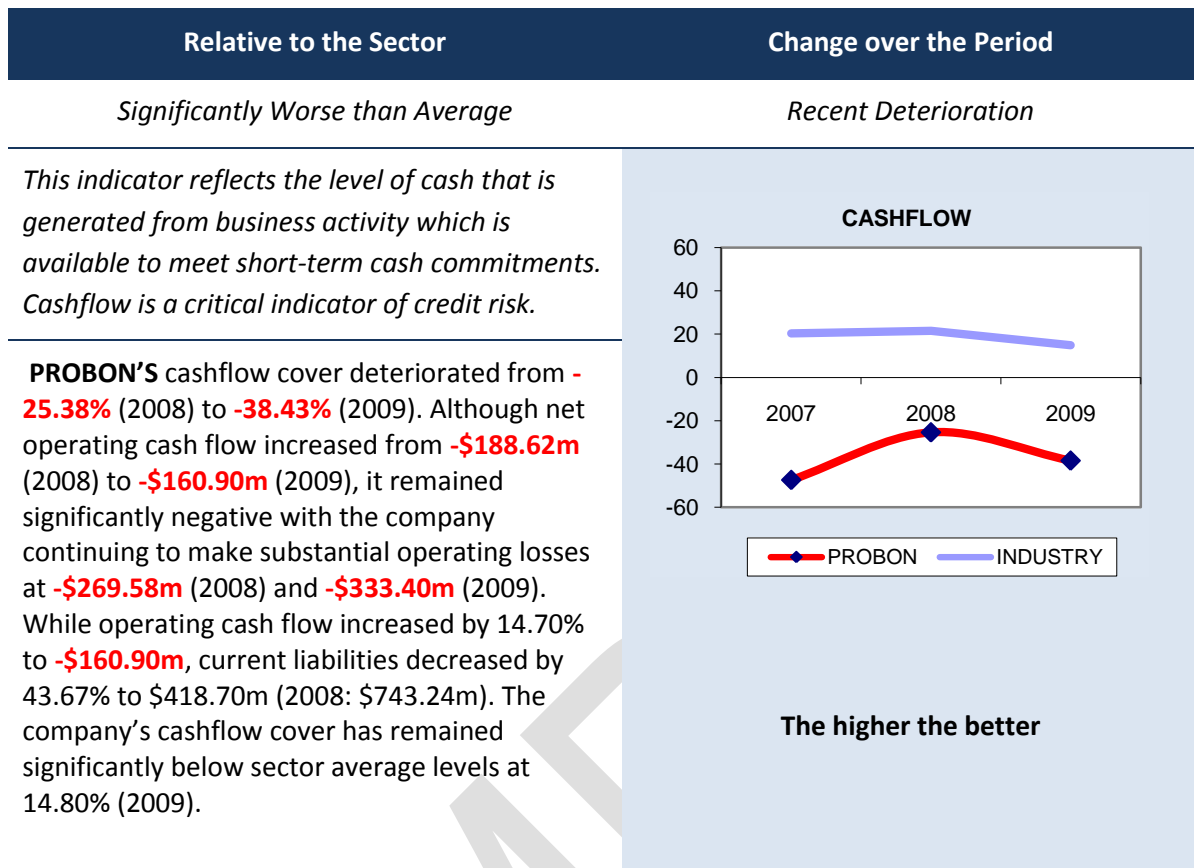 Relative to the Sector
Change over the Period
Significantly Worse than Average
Recent Deterioration
This indicator reflects the level of cash that is
generated from business activity which is
available to meet short-term cash commitments.
Cashflow is a critical indicator of credit risk.
PROBON’S cashflow cover deteriorated from -
25.38% (2008) to -38.43% (2009). Although net
operating cash flow increased from -$188.62m
(2008) to -$160.90m (2009), it remained
significantly negative with the company
continuing to make substantial operating losses
at -$269.58m (2008) and -$333.40m (2009).
While operating cash flow increased by 14.70%
to -$160.90m, current liabilities decreased by
43.67% to $418.70m (2008: $743.24m). The
company’s cashflow cover has remained
significantly below sector average levels at
14.80% (2009).
CASHFLOW
60
40
20
0
-20
-40
-60
2007 2008 2009
PROBON INDUSTRY
The higher the better